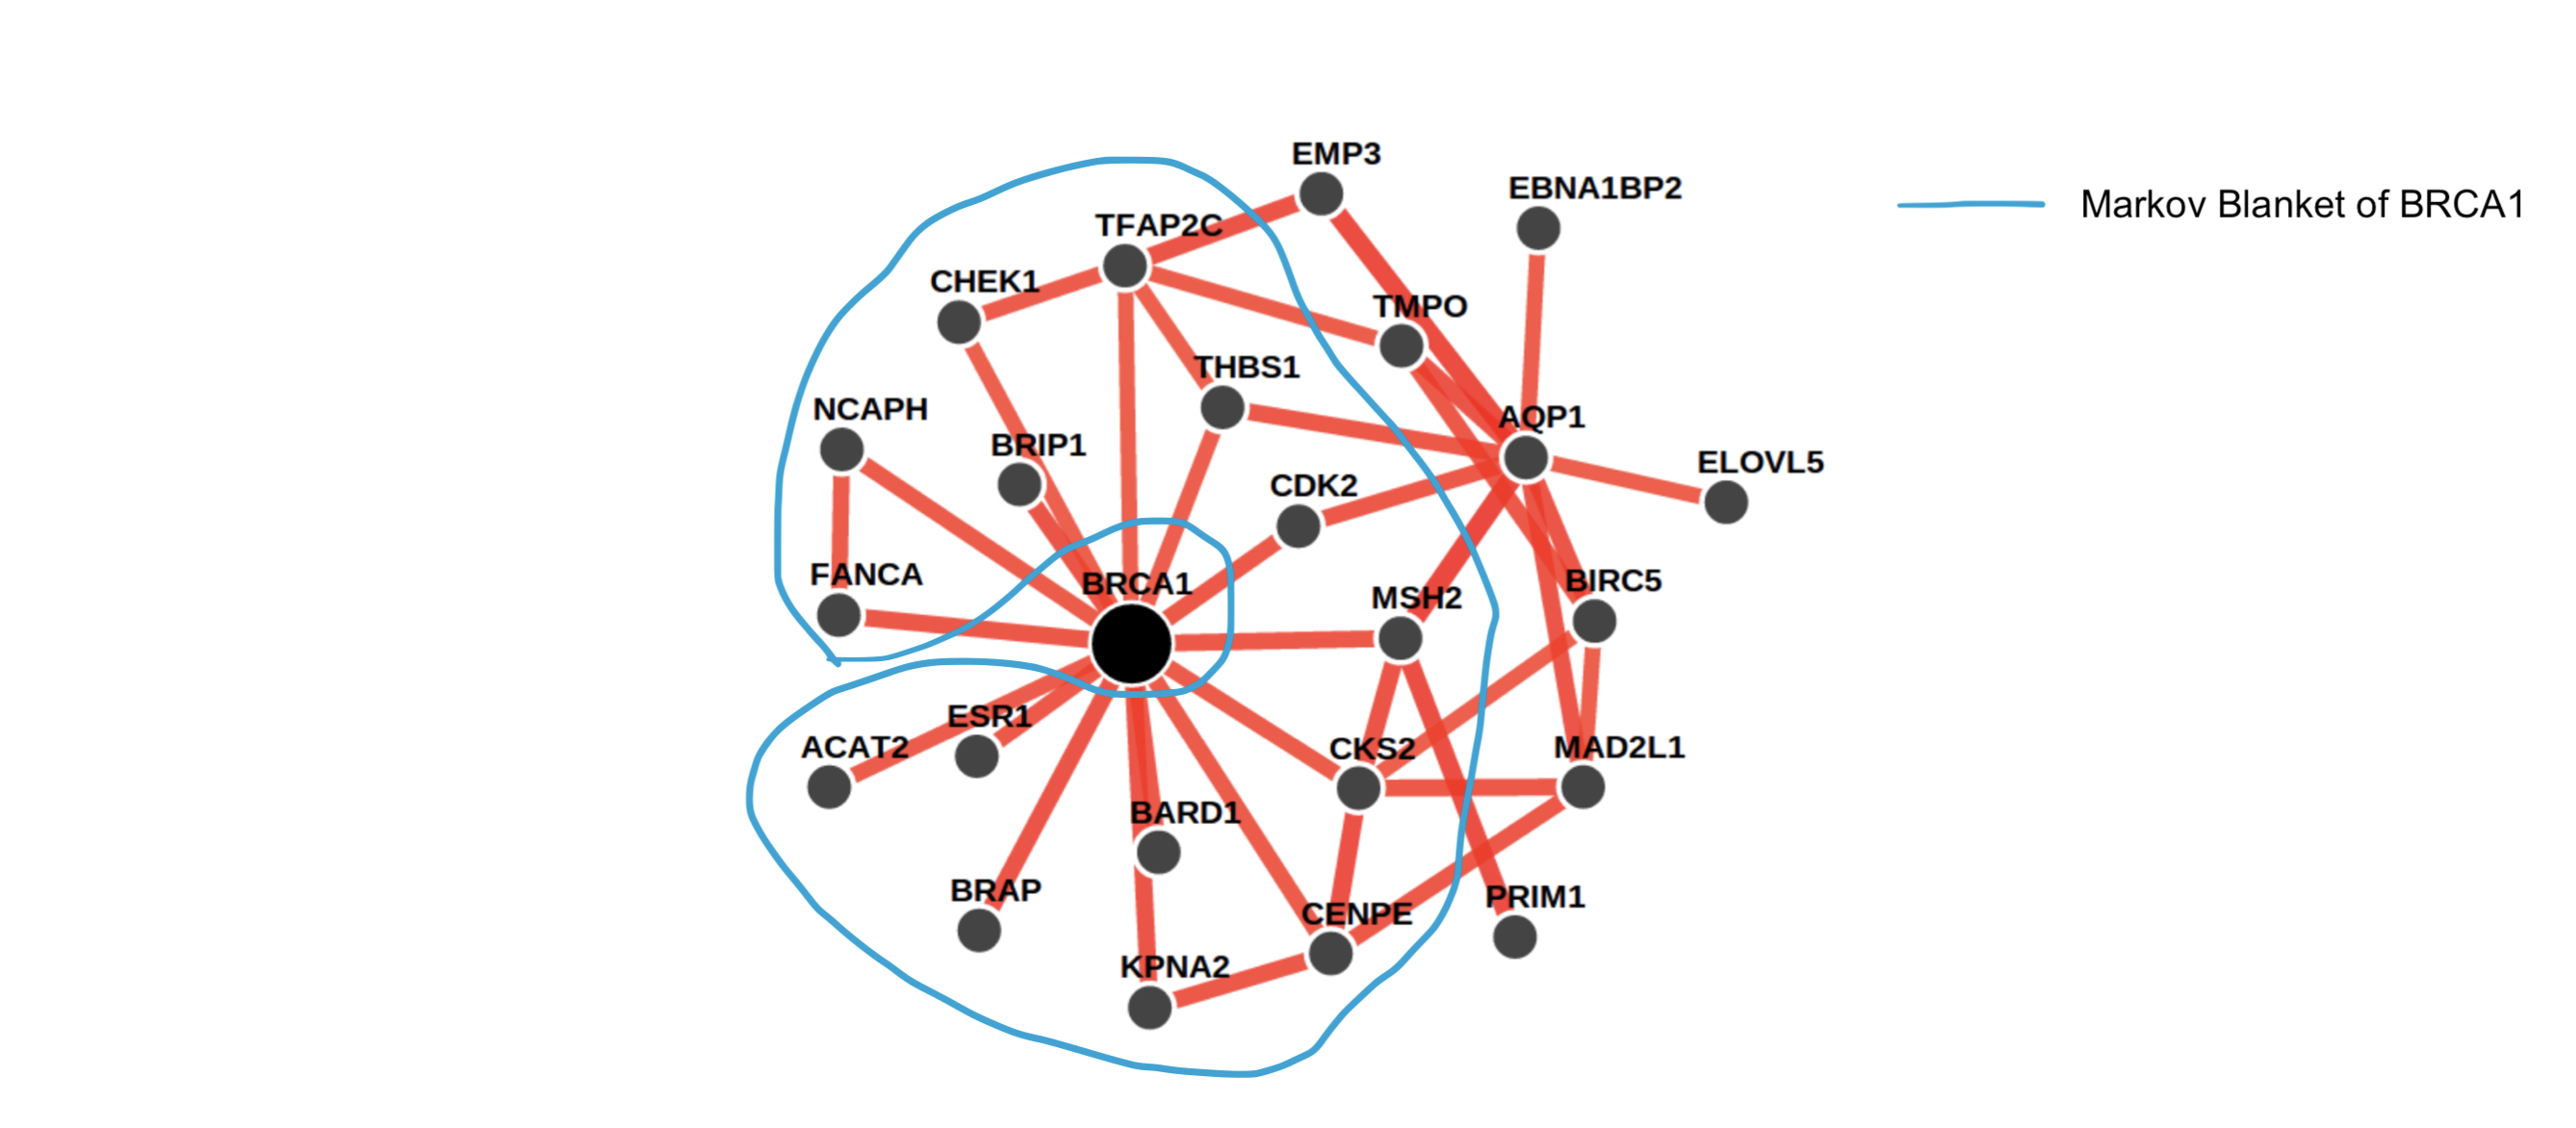 EMP3
EBNA1BP2
Markov Blanket of BRCA1
TFAP2C
CHEK1
TMPO
THBS1
NCAPH
AQP1
BRIP1
ELOVL5
CDK2
FANCA
BRCA1
BIRC5
MSH2
ESR1
ACAT2
CKS2
MAD2L1
BARD1
BRAP
PRIM1
CENPE
KPNA2